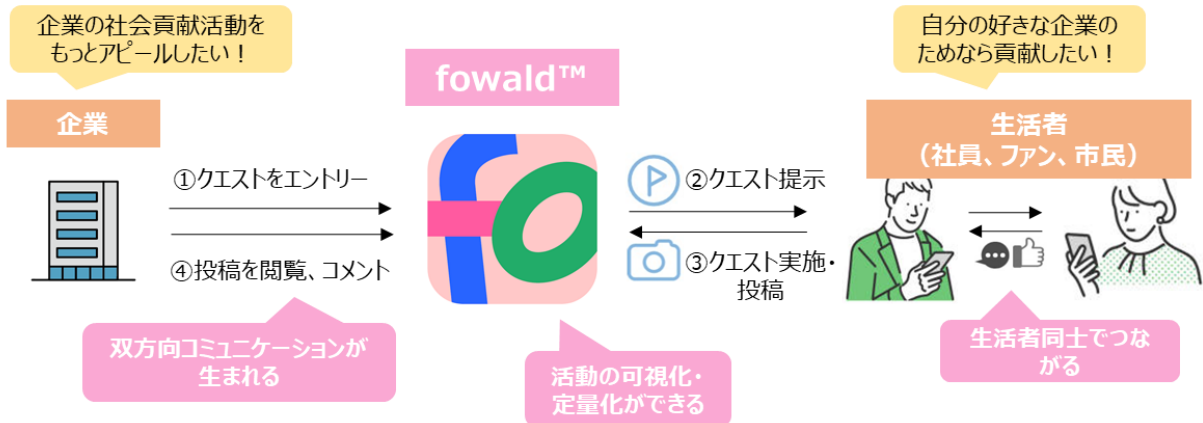 企業の社会貢献活動を
もっとアピールしたい！
企業
fowald™
自分の好きな企業の
ためなら貢献したい！
生活者
（社員、ファン、市民）
①クエストをエントリー
④投稿を閲覧、コメント
②クエスト提示
③クエスト実施・
投稿
双方向コミュニケーションが
生まれる
活動の可視化・
定量化ができる
生活者同士でつな
がる